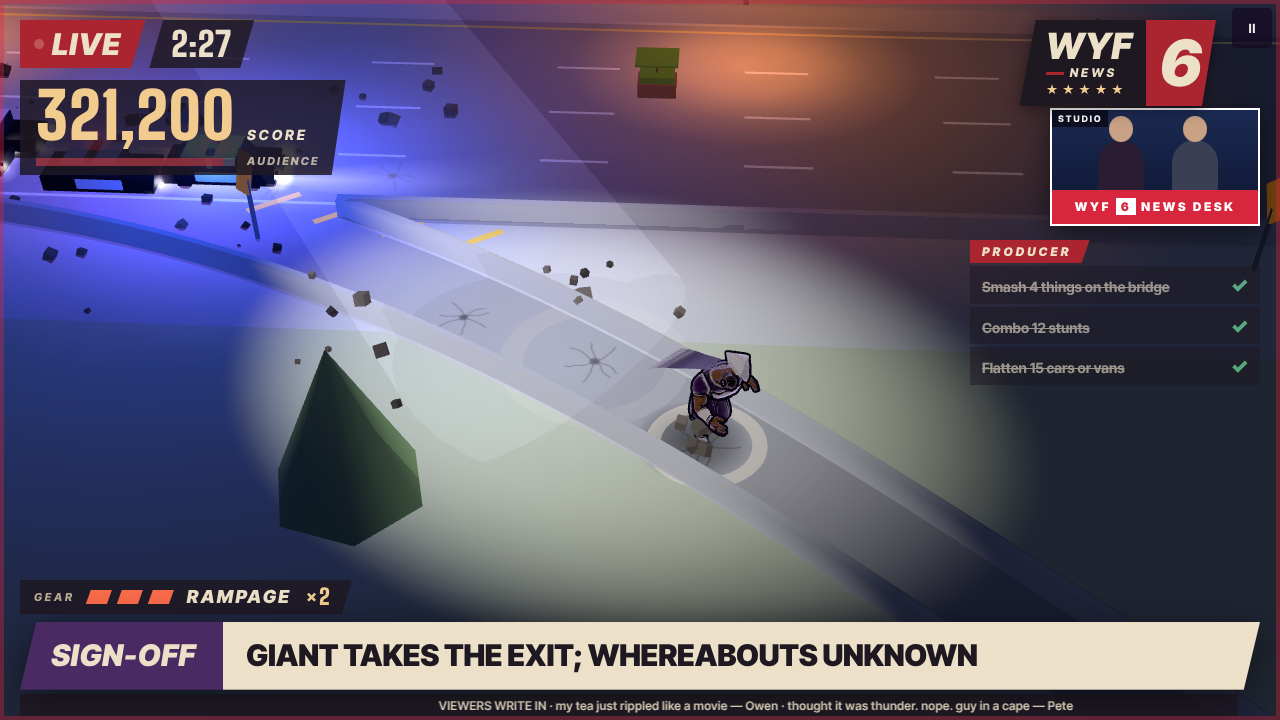 LIVE 2:27
321,200 SCORE
AUDIENCE
WYF
NEWS
★★★★★
6
STUDIO
WYF 6 NEWS DESK
PRODUCER
Smash 4 things on the bridge
Combo 12 stunts
Flatten 15 cars or vans
GEAR RAMPAGE ×2
SIGN-OFF GIANT TAKES THE EXIT; WHEREABOUTS UNKNOWN
VIEWERS WRITE IN · my tea just rippled like a movie — Owen · thought it was thunder. nope. guy in a cape — Pete